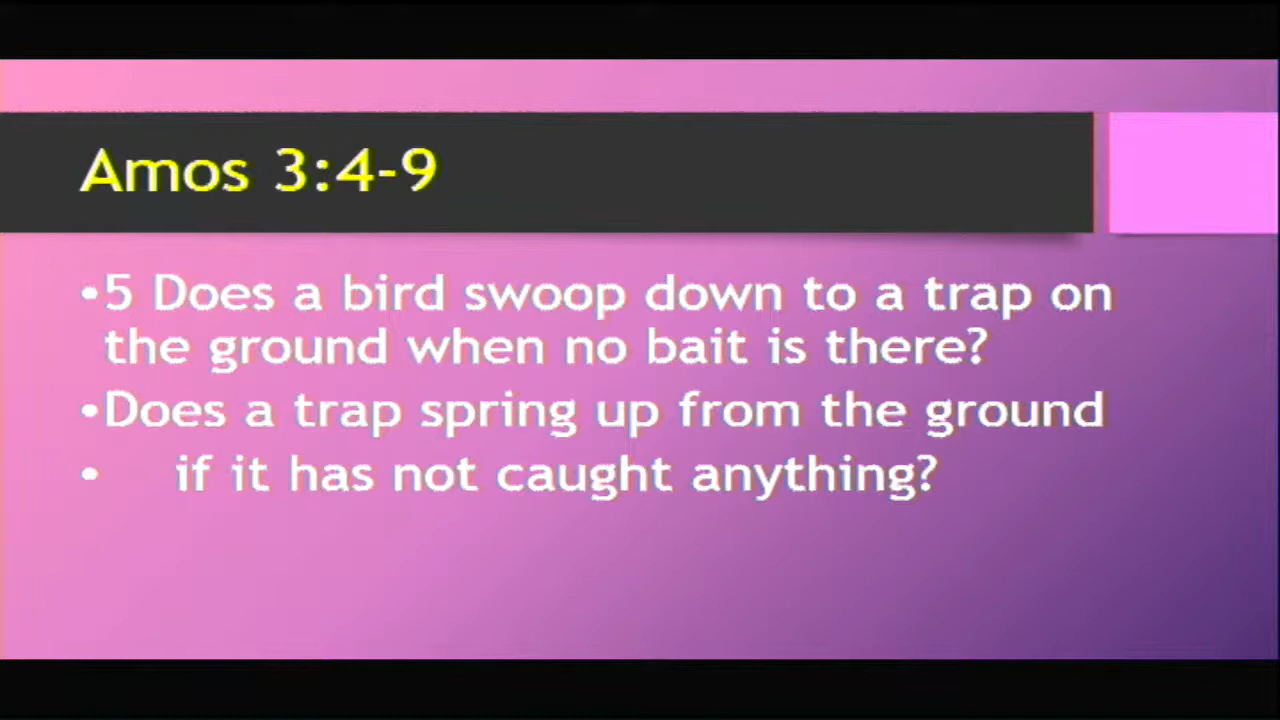 Amos 3:4-9
•5 Does a bird swoop down to a trap on
the ground when no bait is there?
•Does a trap spring up from the ground
• if it has not caught anything?